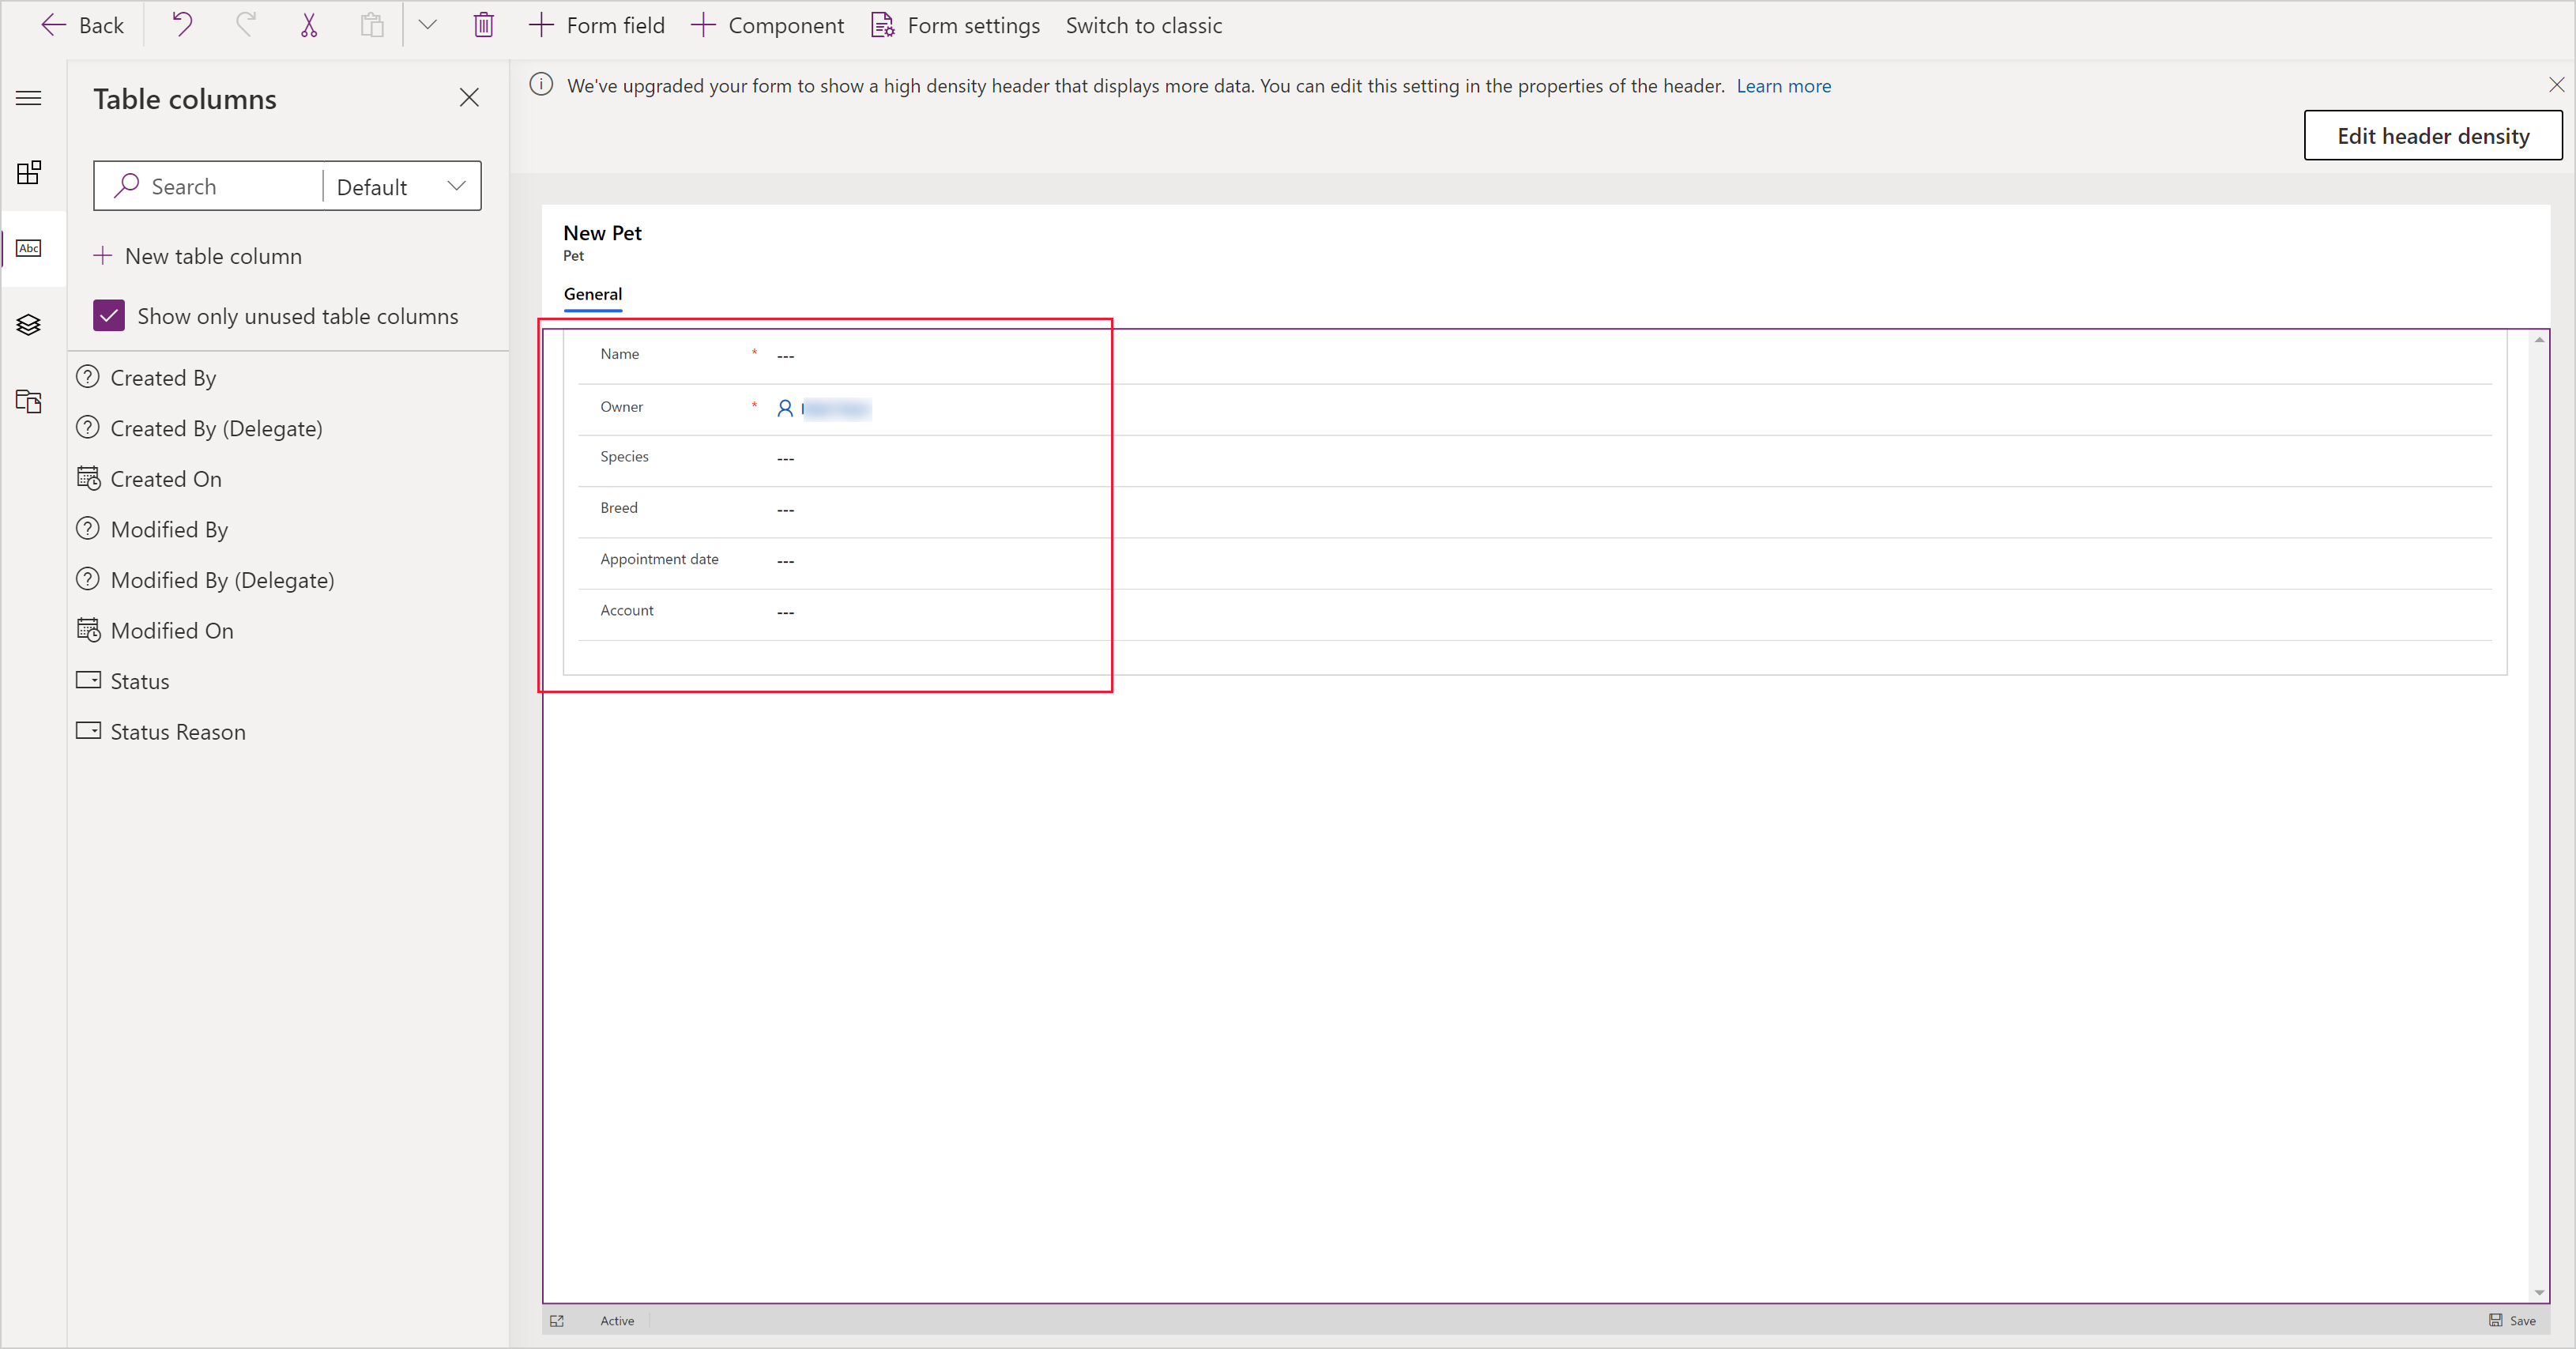 Back
Form field
Component
Form settings
Switch to classic
Table columns
Search
Default
New table column
Show only unused table columns
Created By
Created By (Delegate)
Created On
Modified By
Modified By (Delegate)
Modified On
Status
Status Reason
Abc
We've upgraded your form to show a high density header that displays more data. You can edit this setting in the properties of the header. Learn more
Edit header density
New Pet
Pet
General
Name * ---
Owner *
Species ---
Breed ---
Appointment date ---
Account ---
Active
Save